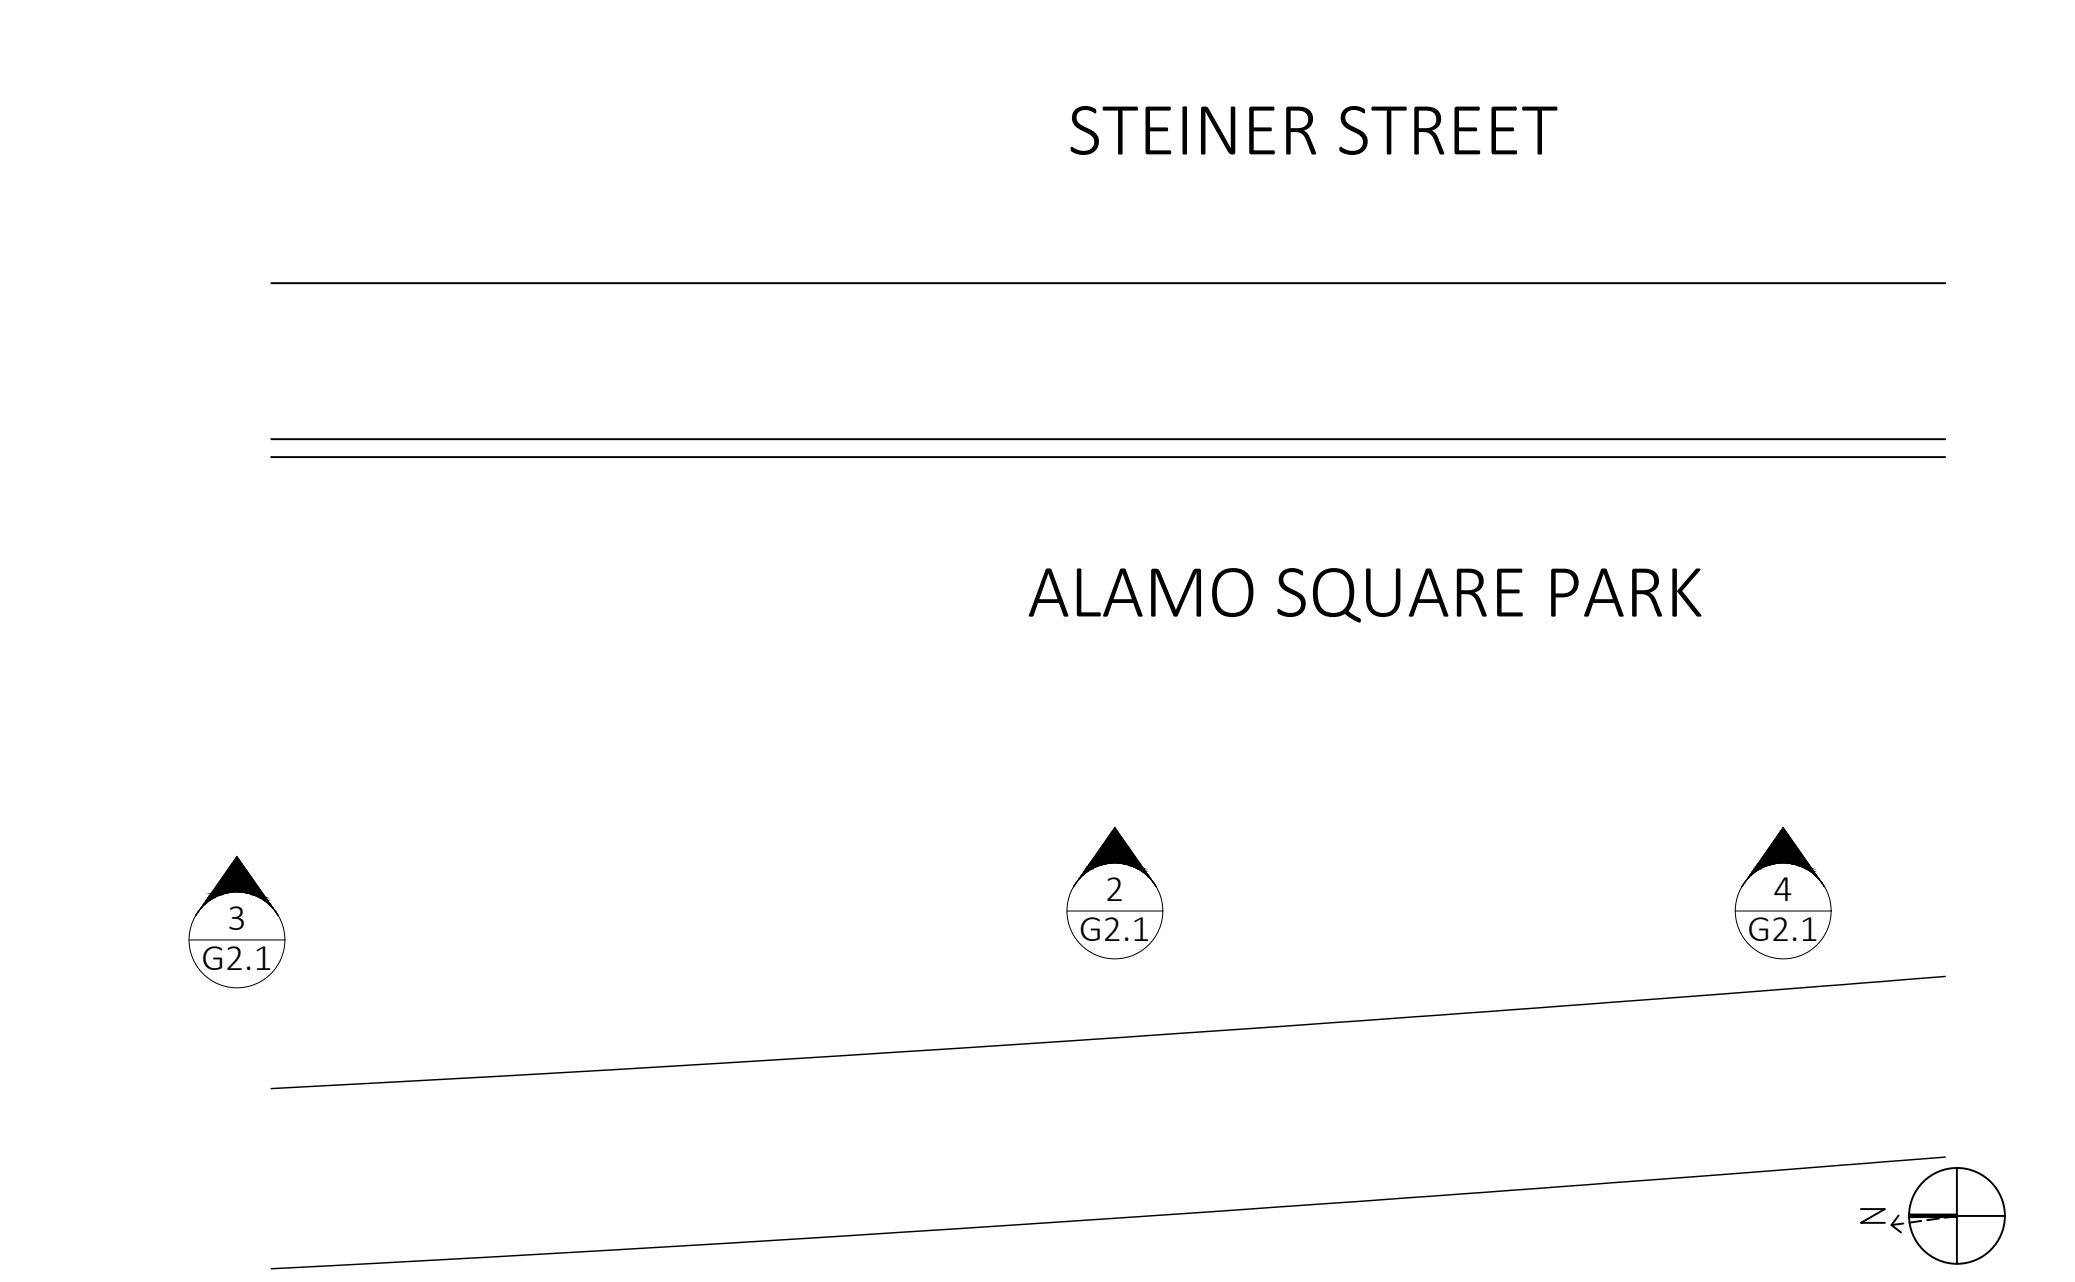 STEINER STREET
ALAMO SQUARE PARK
3
G2.1
2
G2.1
4
G2.1
N